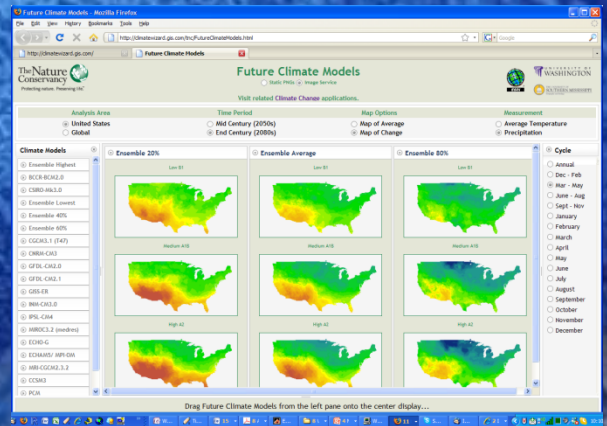 Future Climate Models - Mozilla Firefox
File Edit View History Bookmarks Tools Help
http://climatewizard.gis.com/tnc/FutureClimateModels.html
Google
http://climatewizard.gis.com/
Future Climate Models
The Nature Conservancy
Protecting nature. Preserving life.
Future Climate Models
Static PNGs Image Service
Visit related Climate Change applications.
UNIVERSITY OF
WASHINGTON
Analysis Area
United States
Global
Time Period
Mid Century (2050s)
End Century (2080s)
Map Options
Map of Average
Map of Change
Measurement
Average Temperature
Precipitation
Climate Models
Ensemble Highest
BCCR-BCM2.0
CSIRO-Mk3.0
Ensemble Lowest
Ensemble 40%
Ensemble 60%
CGCM3.1 (T47)
CNRM-CM3
GFDL-CM2.0
GFDL-CM2.1
GISS-ER
INM-CM3.0
IPSL-CM4
MIROC3.2 (medres)
ECHO-G
ECHAM5/ MPI-OM
MRI-CGCM2.3.2
CCSM3
PCM
Ensemble 20%
Low B1
Medium A1B
High A2
Ensemble Average
Low B1
Medium A1B
High A2
Ensemble 80%
Low B1
Medium A1B
High A2
Cycle
Annual
Dec - Feb
Mar - May
June - Aug
Sept - Nov
January
February
March
April
May
June
July
August
September
October
November
December
Drag Future Climate Models from the left pane onto the center display...